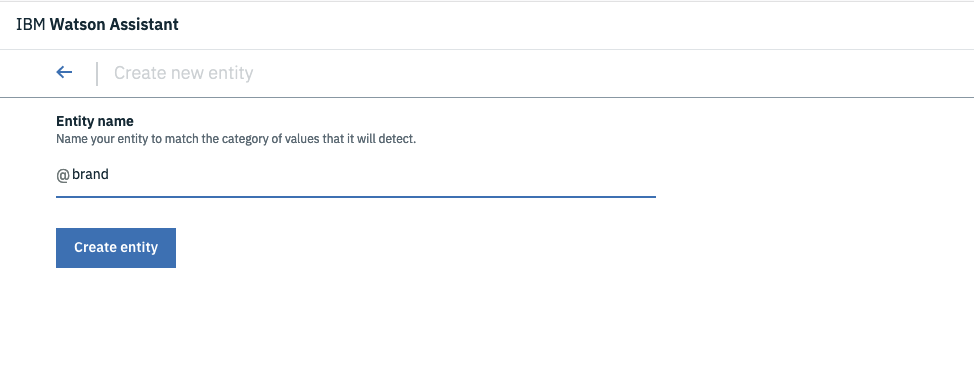 IBM Watson Assistant
Create new entity
Entity name
Name your entity to match the category of values that it will detect.
@brand
Create entity